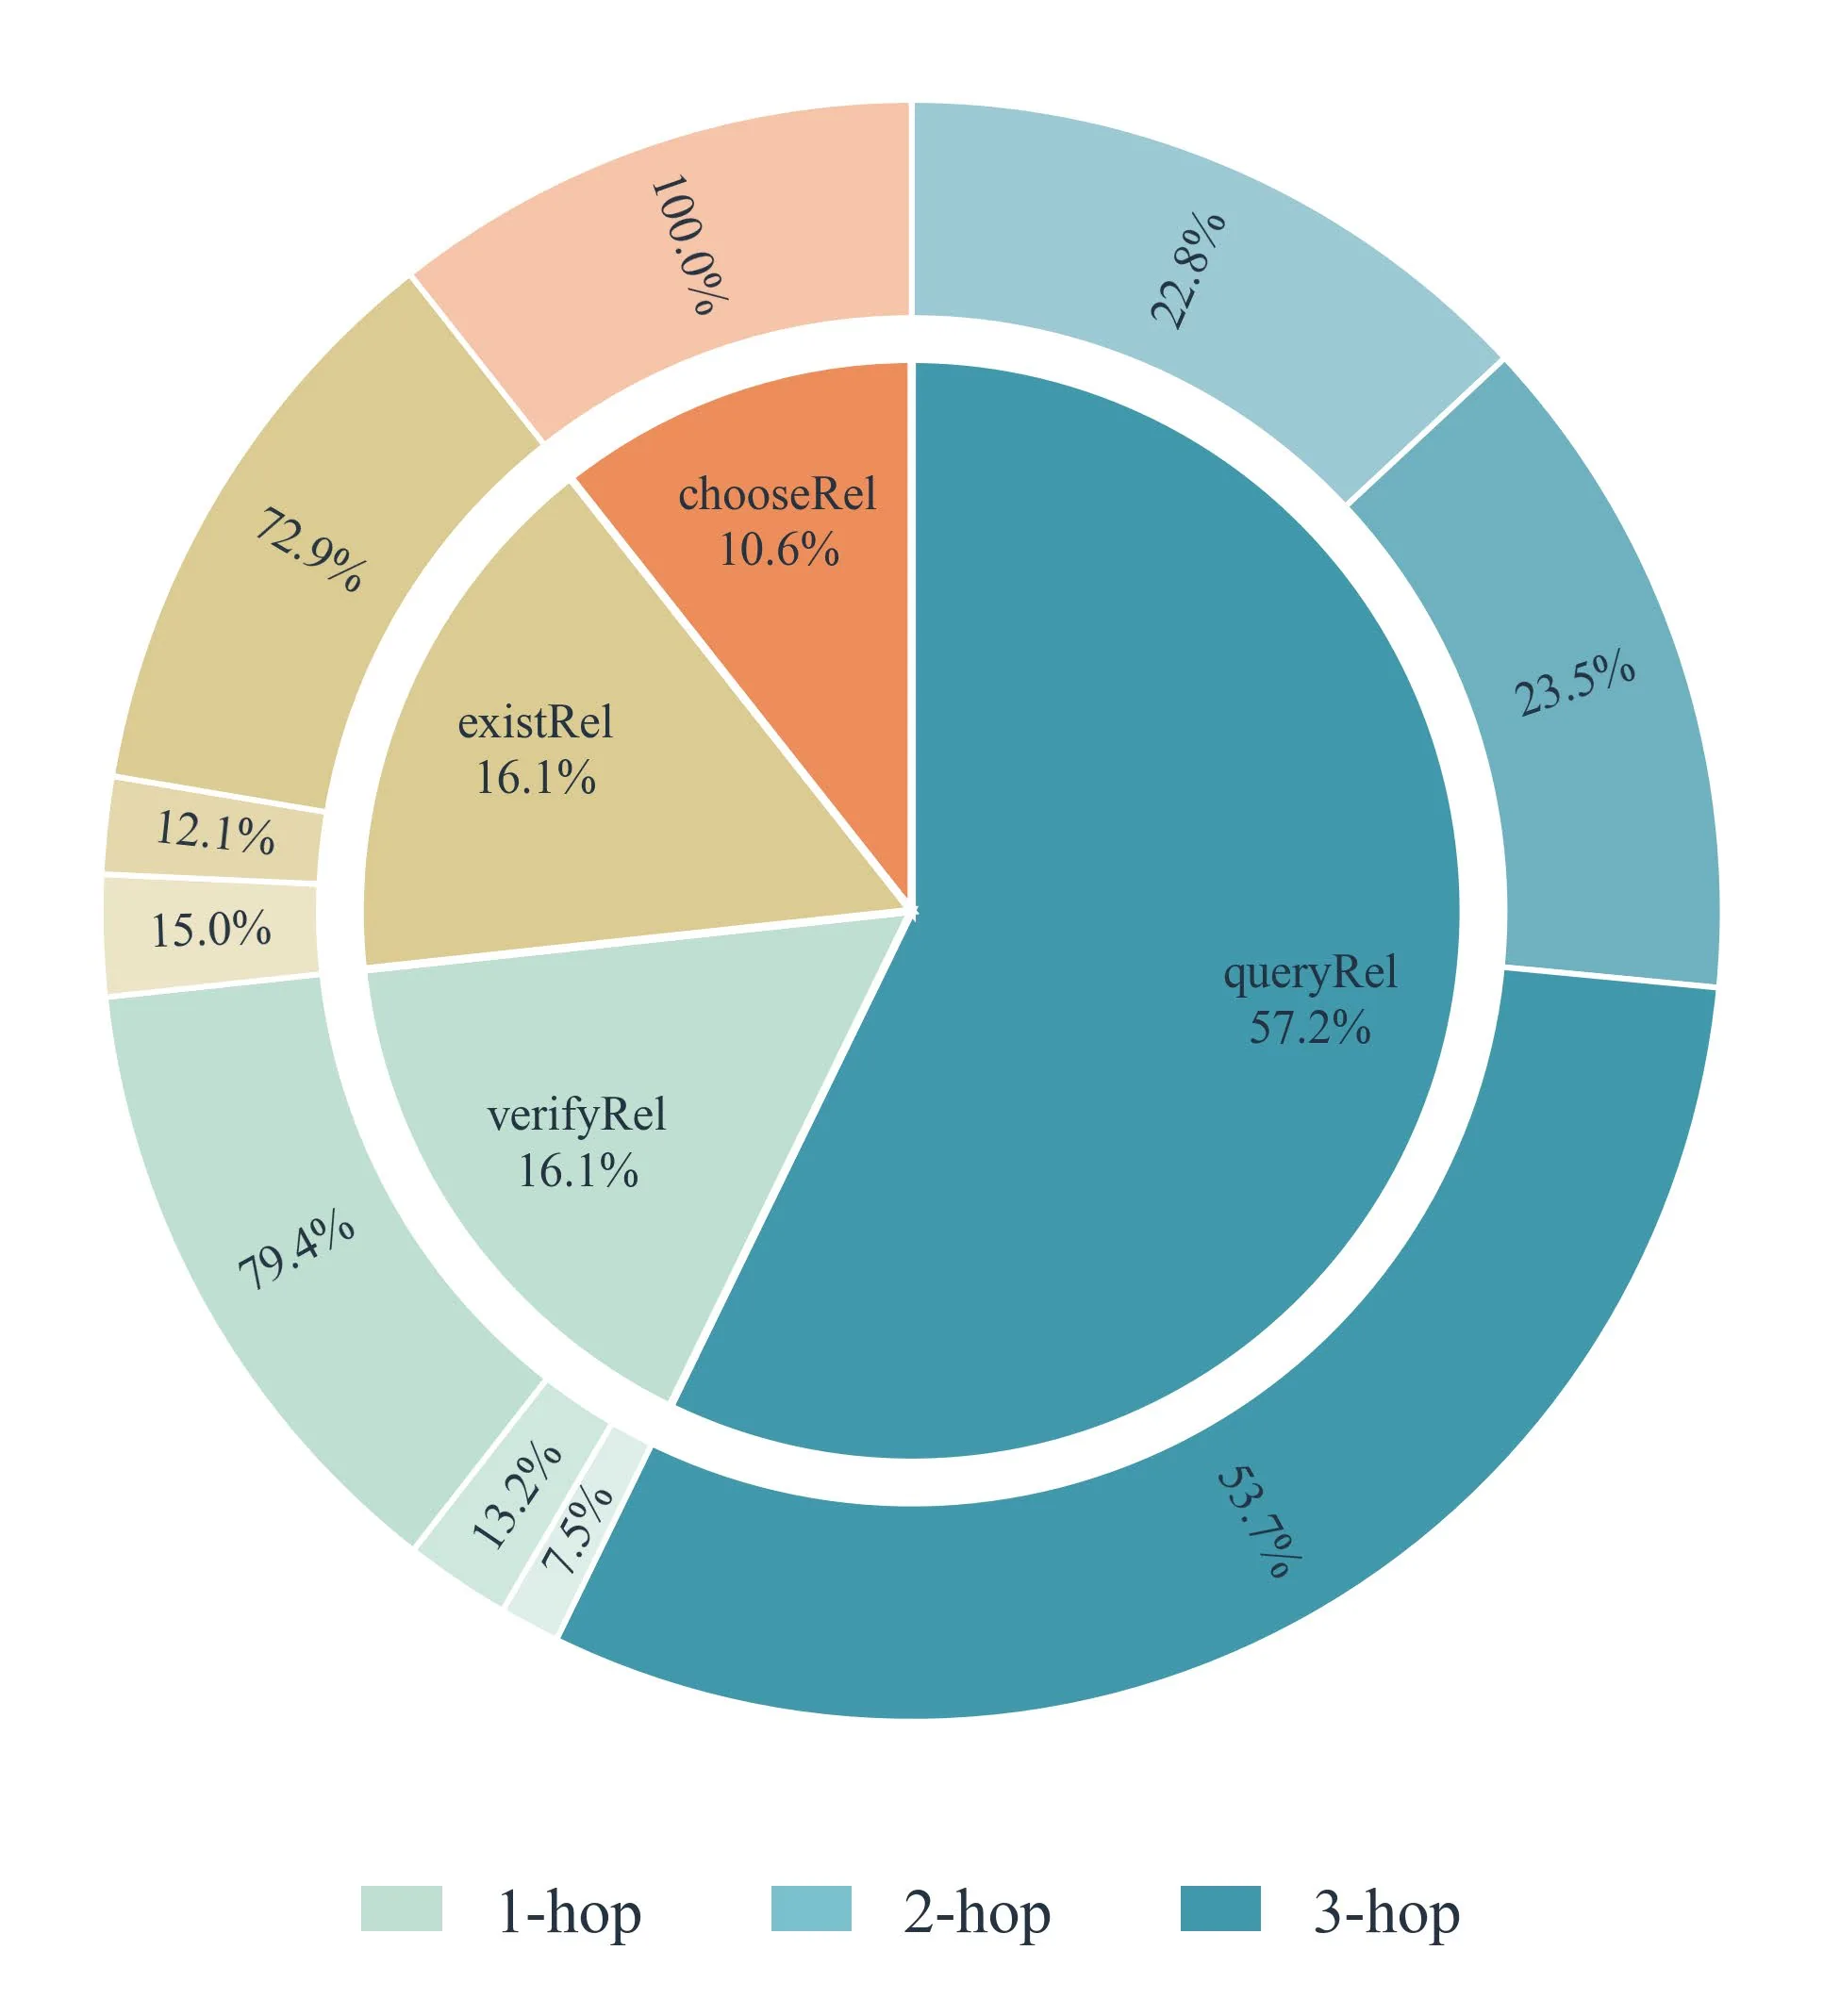 100.0%
22.8%
chooseRel
10.6%
72.9%
23.5%
existRel
16.1%
12.1%
15.0%
queryRel
57.2%
verifyRel
16.1%
79.4%
13.2%
7.5%
53.7%
1-hop
2-hop
3-hop